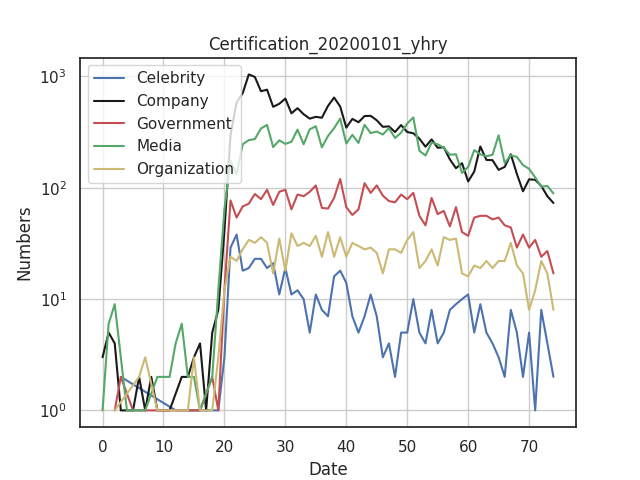 Certification_20200101_yhry
Celebrity
Company
Government
Media
Organization
10³
10²
10¹
10⁰
Numbers
0 10 20 30 40 50 60 70
Date